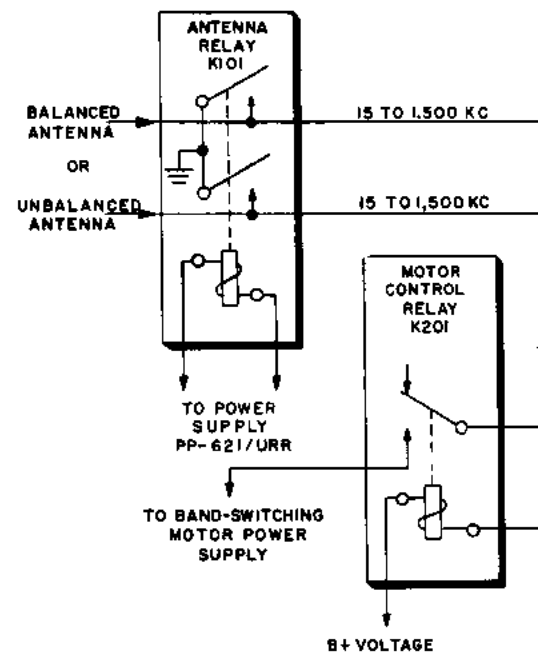 ANTENNA
RELAY
K101
BALANCED
ANTENNA
OR
UNBALANCED
ANTENNA
15 TO 1.500 KC
15 TO 1,500 KC
TO POWER
SUPPLY
PP-621/URR
MOTOR
CONTROL
RELAY
K201
TO BAND-SWITCHING
MOTOR POWER
SUPPLY
B+ VOLTAGE